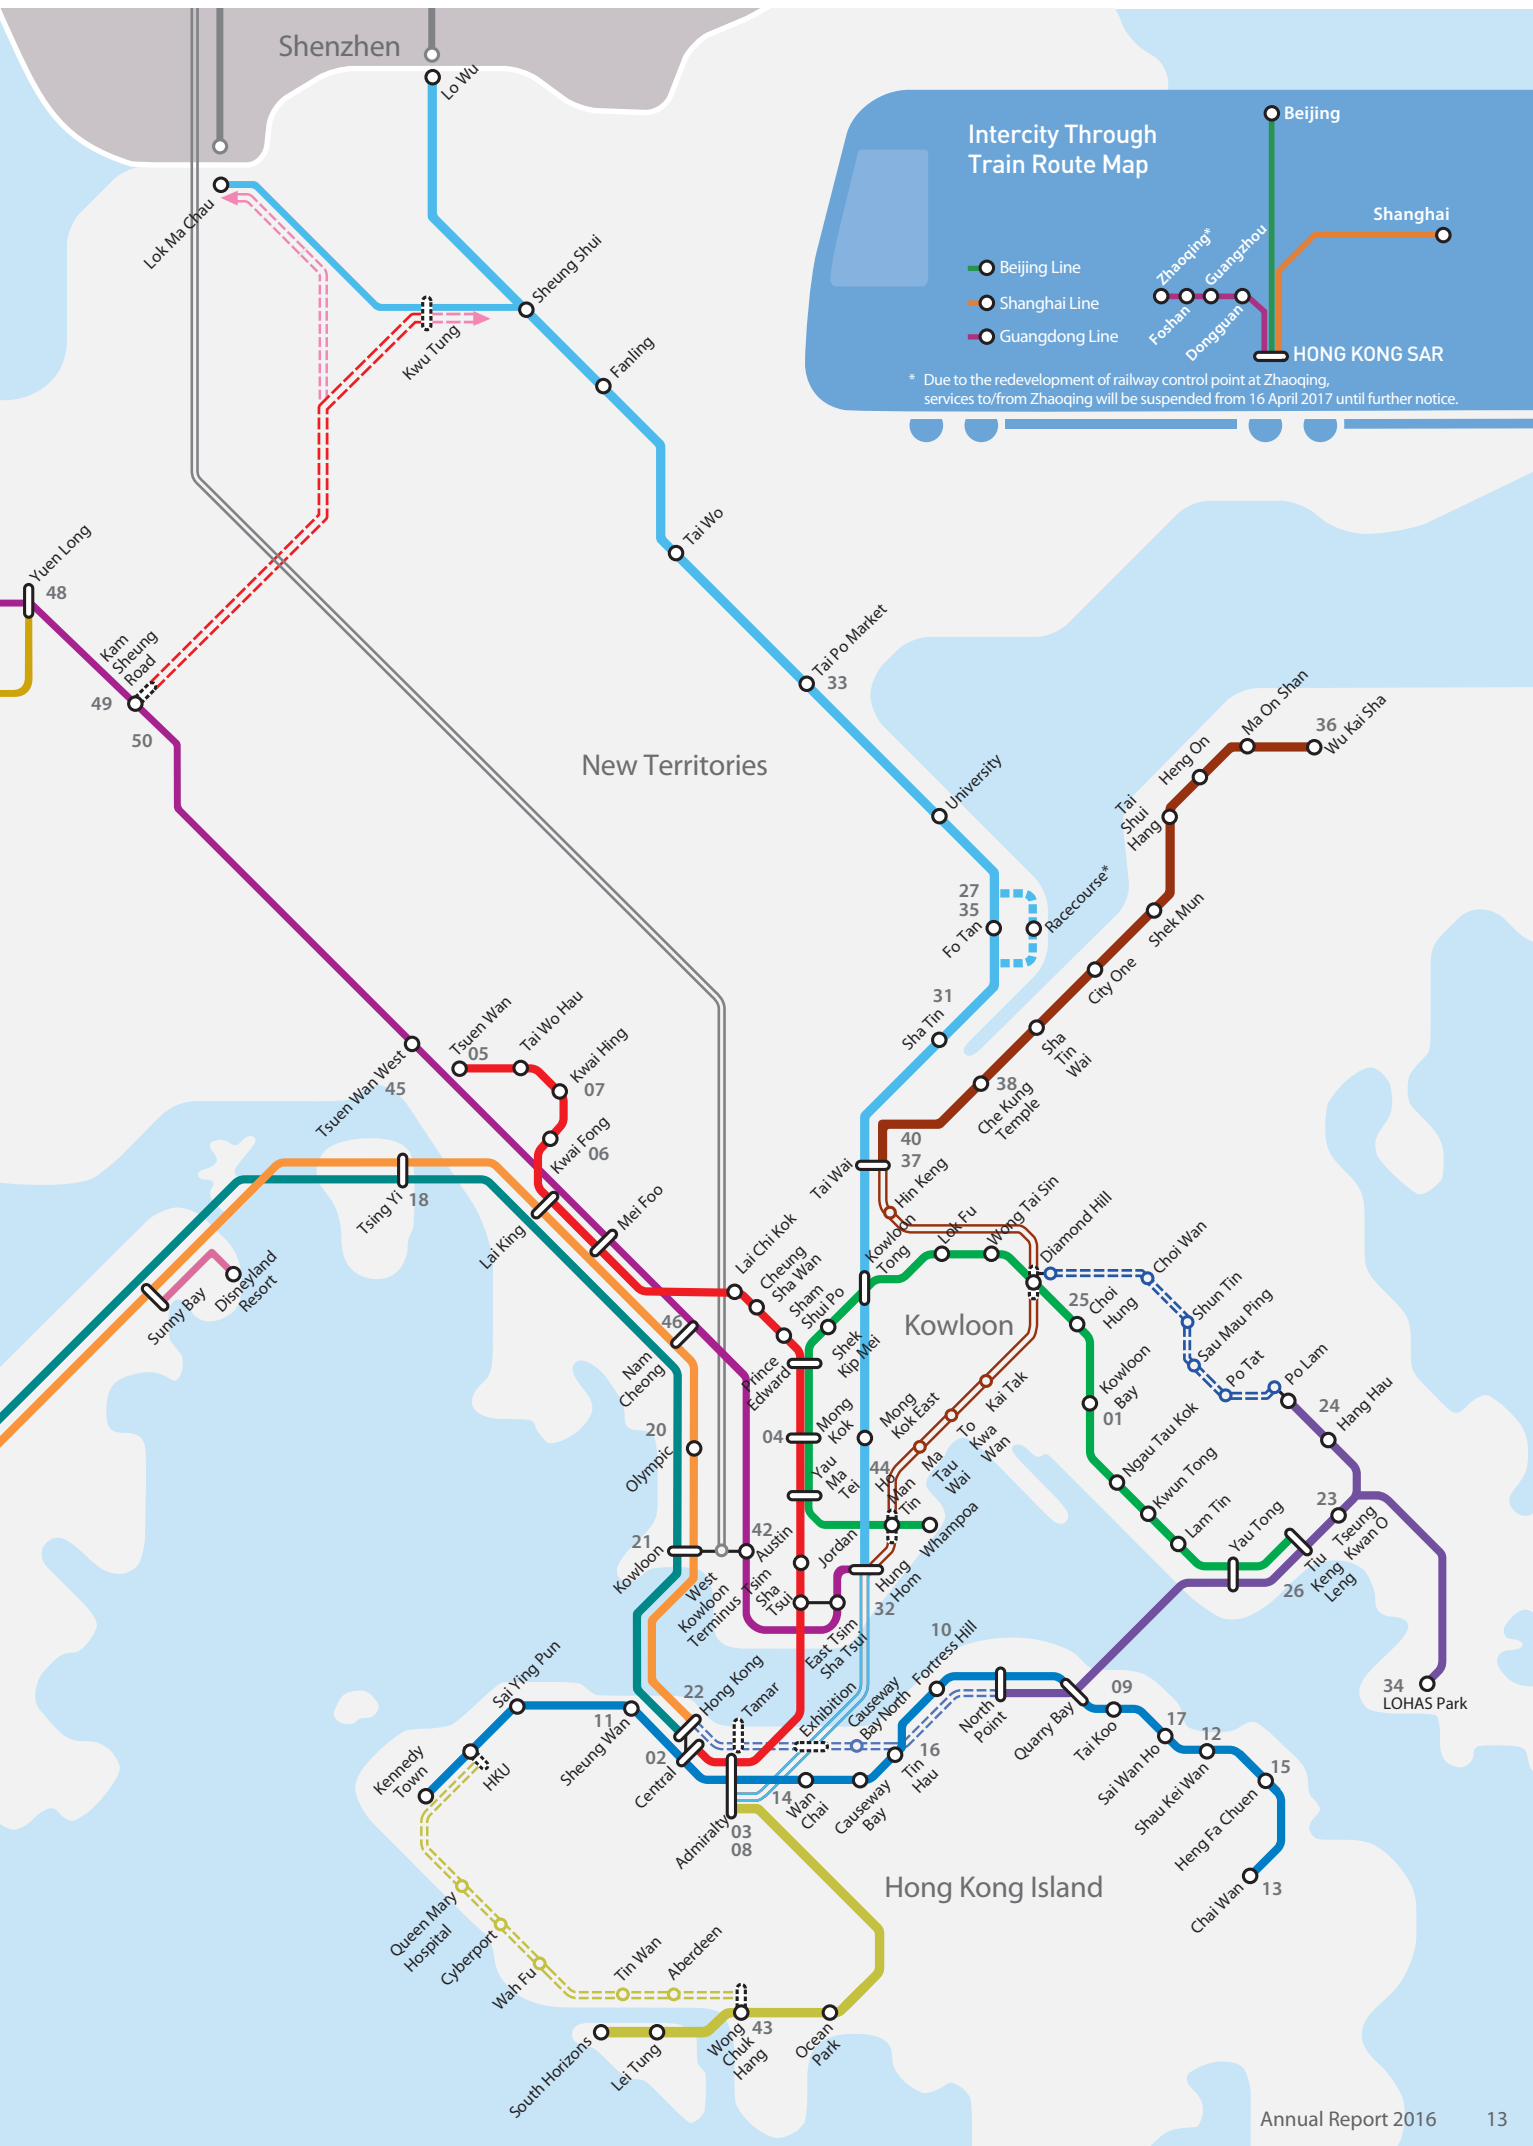 Shenzhen
Lo Wu
Intercity Through
Train Route Map
Beijing
Shanghai
Zhaoqing*
Guangzhou
Foshan
Dongguan
Beijing Line
Shanghai Line
Guangdong Line
HONG KONG SAR
* Due to the redevelopment of railway control point at Zhaoqing,
services to/from Zhaoqing will be suspended from 16 April 2017 until further notice.
Lok Ma Chau
Sheung Shui
Kwu Tung
Fanling
Tai Wo
Yuen Long
48
Kam
Sheung
Road
49
50
Tai Po Market
33
New Territories
Ma On Shan
36
Wu Kai Sha
Heng On
Tai
Shui
Hang
University
27
35
Fo Tan
Racecourse*
Shek Mun
City One
31
Sha Tin
Sha
Tin
Wai
38
Che Kung
Temple
Tsuen Wan West
45
Tsuen Wan
05
Tai Wo Hau
Kwai Hing
07
Kwai Fong
06
40
37
Tai Wai
Hin Keng
Tsing Yi
18
Lai King
Mei Foo
Sunny Bay
Disneyland
Resort
Lai Chi Kok
Cheung
Sha Wan
Sham
Shui Po
Kowloon
Tong
Lok Fu
Wong Tai Sin
Diamond Hill
Choi Wan
Shun Tin
Sau Mau Ping
Po Tat
Po Lam
24
Hang Hau
25
Choi
Hung
Kowloon
Shek
Kip Mei
46
Nam
Cheong
Prince
Edward
Kowloon
Bay
01
Kai Tak
To
Kwa
Wan
Ma
Tau
Wai
Mong
Kok East
Mong
Kok
04
20
Olympic
Yau
Ma
Tei
44
Ho
Man
Tin
Whampoa
Ngau Tau Kok
Kwun Tong
Lam Tin
Yau Tong
23
Tseung
Kwan O
Tiu
Keng
Leng
26
21
Kowloon
42
Austin
West
Kowloon
Terminus
Jordan
Tsim
Sha
Tsui
East Tsim
Sha Tsui
Hung
Hom
32
34
LOHAS Park
Sai Ying Pun
22
Hong Kong
Tamar
Exhibition
Causeway
Bay North
10
Fortress Hill
North
Point
Quarry Bay
09
Tai Koo
17
Sai Wan Ho
12
Shau Kei Wan
15
Heng Fa Chuen
Chai Wan
13
Kennedy
Town
HKU
11
Sheung Wan
02
Central
Admiralty
03
08
14
Wan
Chai
Causeway
Bay
16
Tin
Hau
Hong Kong Island
Queen Mary
Hospital
Cyberport
Wah Fu
Tin Wan
Aberdeen
South Horizons
Lei Tung
Wong
Chuk
Hang
43
Ocean
Park
Annual Report 2016 13